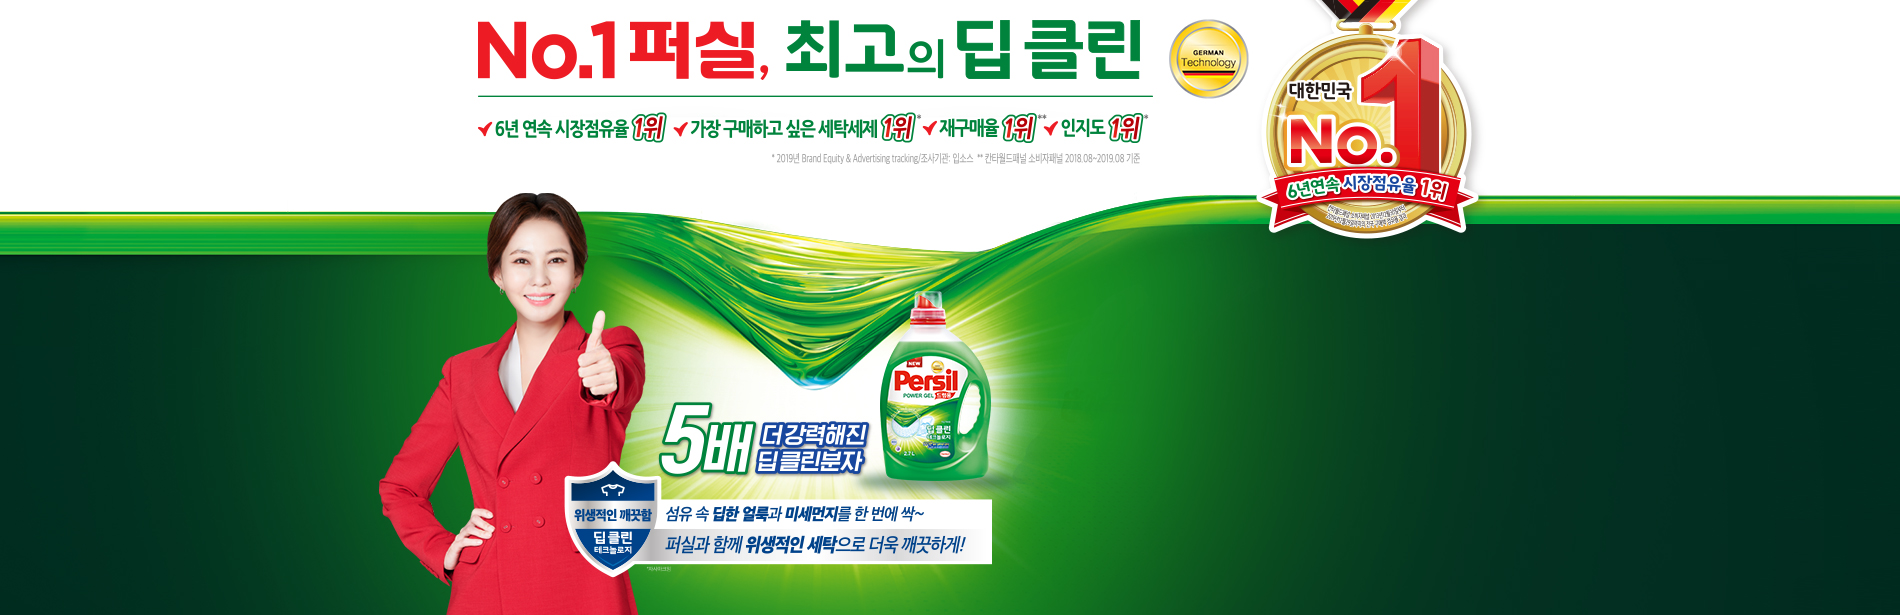 No.1 퍼실, 최고의 딥 클린
GERMAN
Technology
6년 연속 시장점유율 1위 가장 구매하고 싶은 세탁세제 1위* 재구매율 1위** 인지도 1위*
* 2019년 Brand Equity & Advertising tracking/조사기관: 입소스 ** 칸타월드패널 소비자패널 2018.08~2019.08 기준
대한민국
No.1
6년연속 시장점유율 1위
NEW
Persil
POWER GEL
딥 클린
테크놀로지
2.7L
5배 더 강력해진
딥 클린분자
위생적인 깨끗함
딥 클린
테크놀로지
섬유 속 딥한 얼룩과 미세먼지를 한 번에 싹~
퍼실과 함께 위생적인 세탁으로 더욱 깨끗하게!